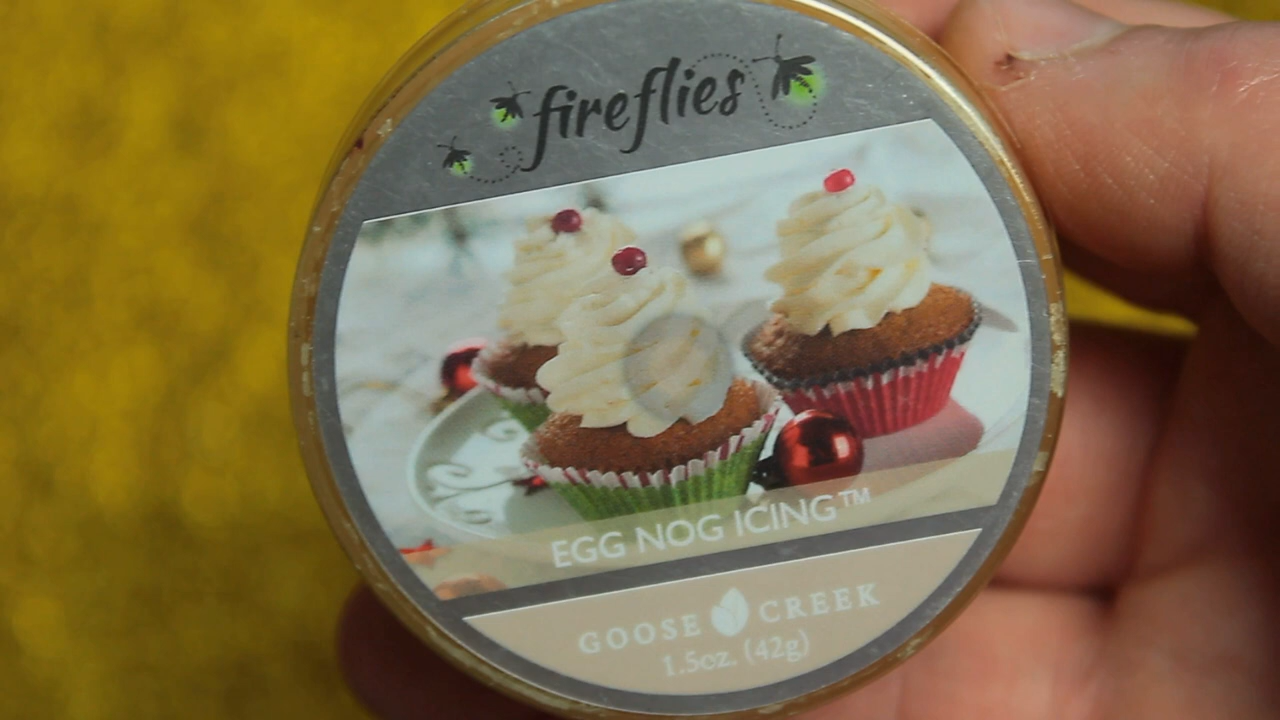 fireflies
EGG NOG ICING™
GOOSE CREEK
1.5oz. (42g)